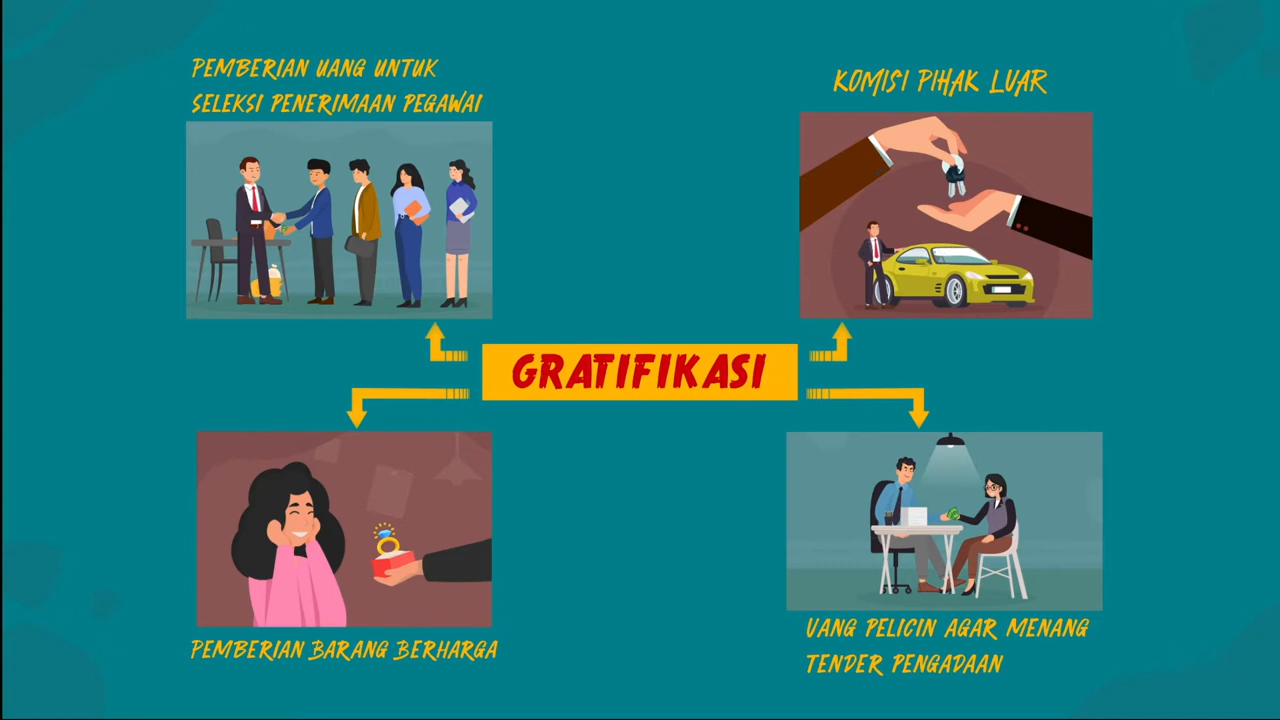 PEMBERIAN UANG UNTUK
SELEKSI PENERIMAAN PEGAWAI
KOMISI PIHAK LUAR
GRATIFIKASI
PEMBERIAN BARANG BERHARGA
UANG PELICIN AGAR MENANG
TENDER PENGADAAN